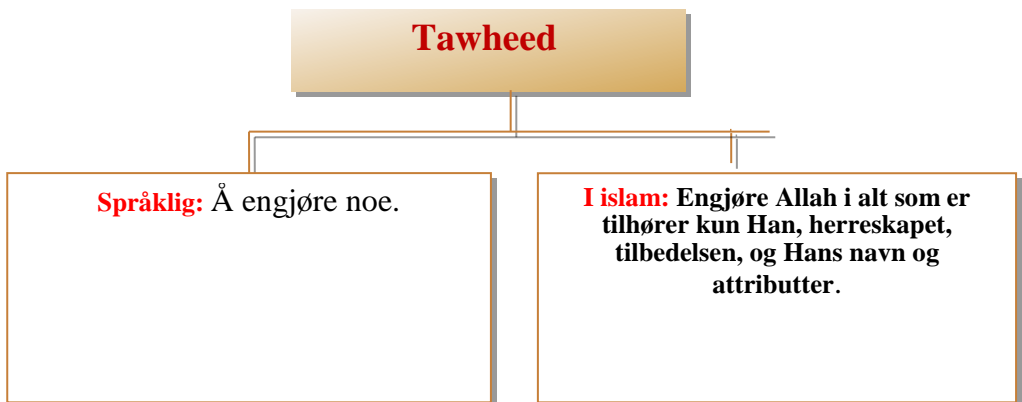 Tawheed
Språklig: Å engjøre noe.
I islam: Engjøre Allah i alt som er
tilhører kun Han, herreskapet,
tilbedelsen, og Hans navn og
attributter.